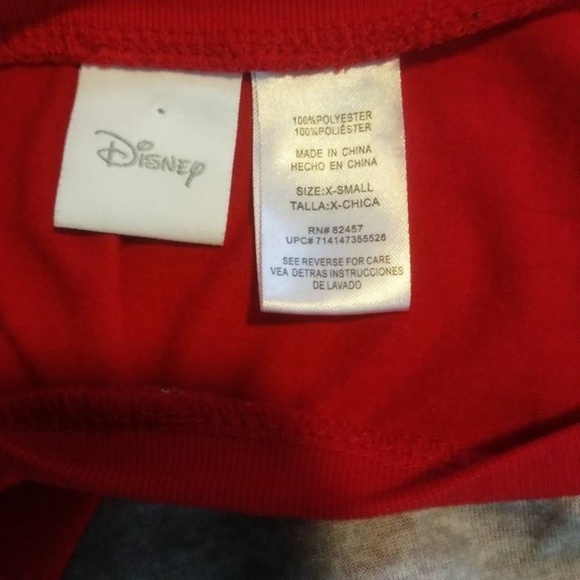 Disney
100%POLYESTER
100%POLIÉSTER
MADE IN CHINA
HECHO EN CHINA
SIZE:X-SMALL
TALLA:X-CHICA
RN# 82457
UPC# 714147355526
SEE REVERSE FOR CARE
VEA DETRAS INSTRUCCIONES
DE LAVADO